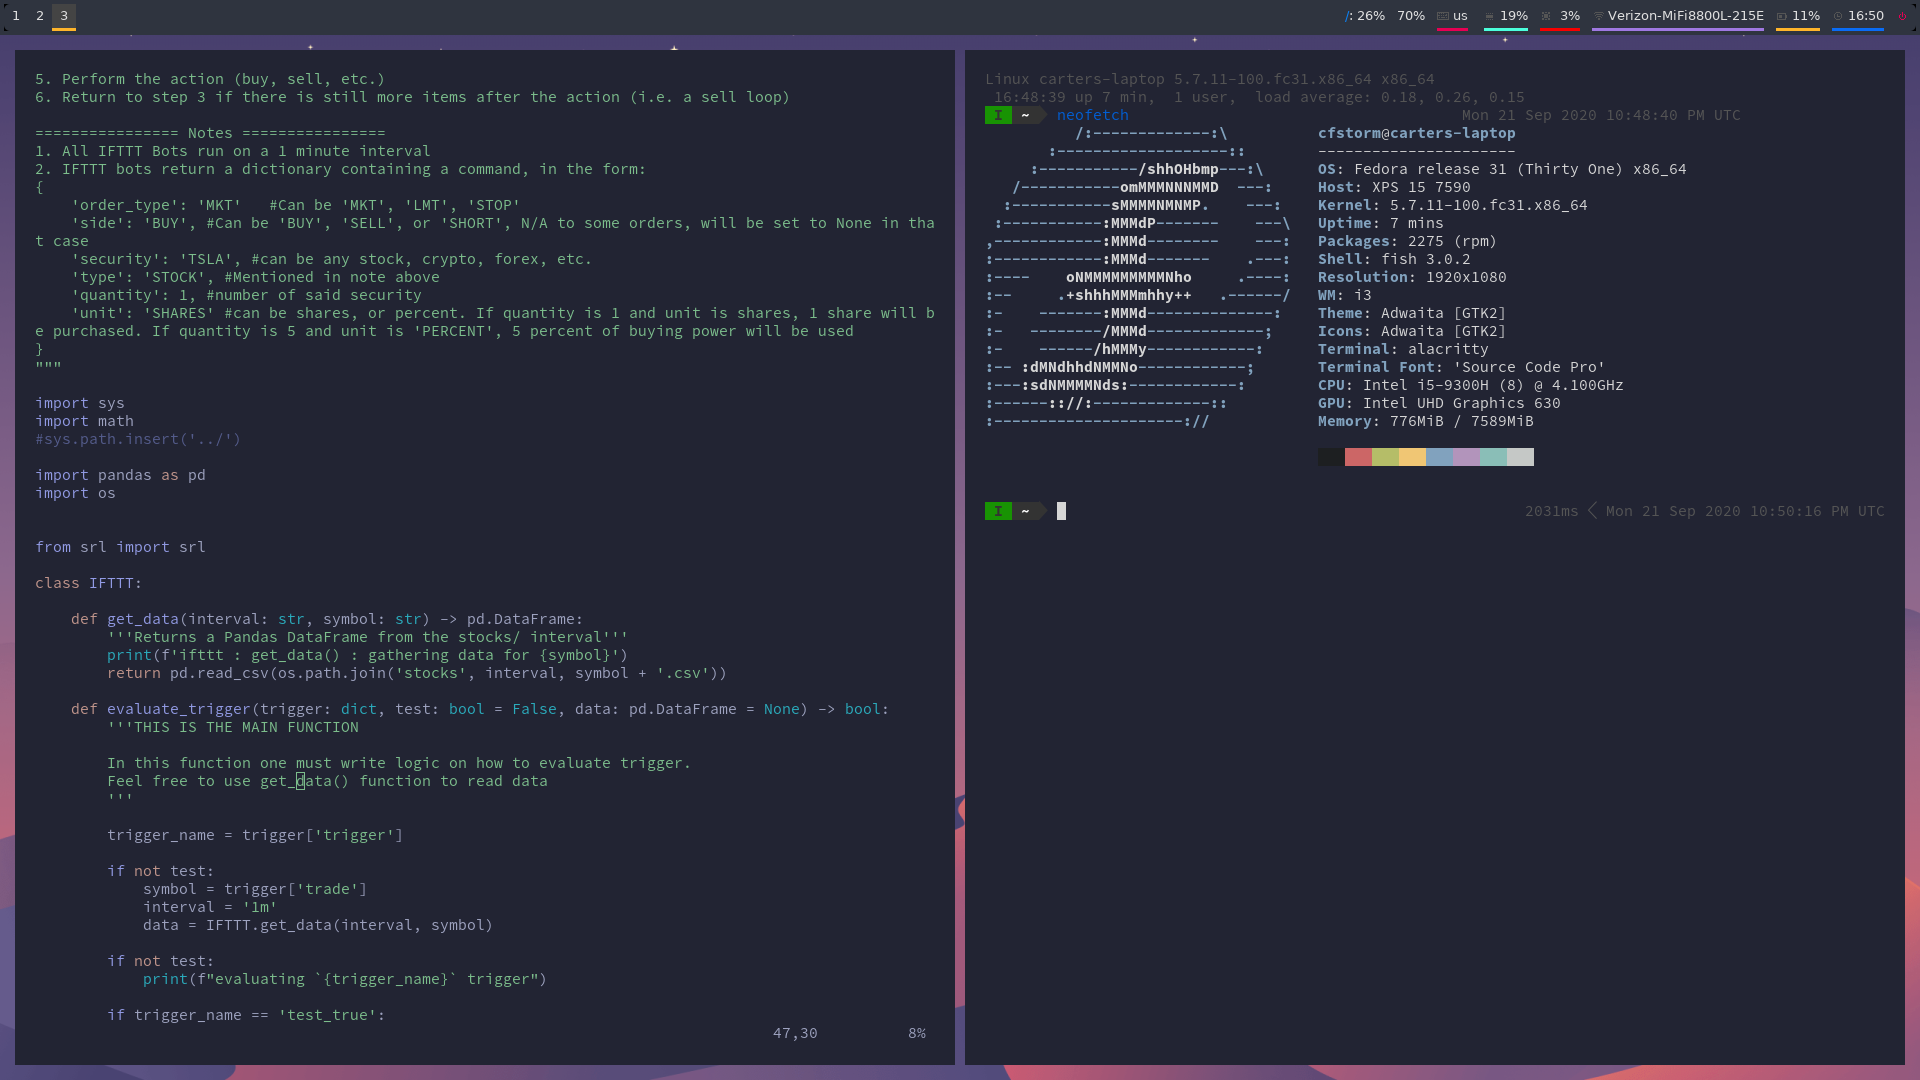 1 2 3
/: 26% 70% us 19% 3% Verizon-MiFi8800L-215E 11% 16:50
5. Perform the action (buy, sell, etc.)
6. Return to step 3 if there is still more items after the action (i.e. a sell loop)
================ Notes ================
1. All IFTTT Bots run on a 1 minute interval
2. IFTTT bots return a dictionary containing a command, in the form:
{
    'order_type': 'MKT'   #Can be 'MKT', 'LMT', 'STOP'
    'side': 'BUY', #Can be 'BUY', 'SELL', or 'SHORT', N/A to some orders, will be set to None in tha
t case
    'security': 'TSLA', #can be any stock, crypto, forex, etc.
    'type': 'STOCK', #Mentioned in note above
    'quantity': 1, #number of said security
    'unit': 'SHARES' #can be shares, or percent. If quantity is 1 and unit is shares, 1 share will b
e purchased. If quantity is 5 and unit is 'PERCENT', 5 percent of buying power will be used
}
"""
import sys
import math
#sys.path.insert('../')
import pandas as pd
import os
from srl import srl
class IFTTT:
    def get_data(interval: str, symbol: str) -> pd.DataFrame:
        '''Returns a Pandas DataFrame from the stocks/ interval'''
        print(f'ifttt : get_data() : gathering data for {symbol}')
        return pd.read_csv(os.path.join('stocks', interval, symbol + '.csv'))
    def evaluate_trigger(trigger: dict, test: bool = False, data: pd.DataFrame = None) -> bool:
        '''THIS IS THE MAIN FUNCTION
        In this function one must write logic on how to evaluate trigger.
        Feel free to use get_data() function to read data
        '''
        trigger_name = trigger['trigger']
        if not test:
            symbol = trigger['trade']
            interval = '1m'
            data = IFTTT.get_data(interval, symbol)
        if not test:
            print(f"evaluating `{trigger_name}` trigger")
        if trigger_name == 'test_true':
47,30 8%
Linux carters-laptop 5.7.11-100.fc31.x86_64 x86_64
 16:48:39 up 7 min,  1 user,  load average: 0.18, 0.26, 0.15
I ~ neofetch Mon 21 Sep 2020 10:48:40 PM UTC
          /:-------------:\
       :-------------------::
     :-----------/shhOHbmp---:\
   /-----------omMMMNNNMMD  ---:
  :-----------sMMMMNMNMP.    ---:
 :-----------:MMMdP-------    ---\
,------------:MMMd--------    ---:
:------------:MMMd-------    .---:
:----    oNMMMMMMMMMNho     .----:
:--     .+shhhMMMmhhy++   .------/
:-    -------:MMMd--------------:
:-   --------/MMMd-------------;
:-    ------/hMMMy------------:
:-- :dMNdhhdNMMNo------------;
:---:sdNMMMMNds:------------:
:------:://:-------------::
:---------------------://
cfstorm@carters-laptop
----------------------
OS: Fedora release 31 (Thirty One) x86_64
Host: XPS 15 7590
Kernel: 5.7.11-100.fc31.x86_64
Uptime: 7 mins
Packages: 2275 (rpm)
Shell: fish 3.0.2
Resolution: 1920x1080
WM: i3
Theme: Adwaita [GTK2]
Icons: Adwaita [GTK2]
Terminal: alacritty
Terminal Font: 'Source Code Pro'
CPU: Intel i5-9300H (8) @ 4.100GHz
GPU: Intel UHD Graphics 630
Memory: 776MiB / 7589MiB
I ~ 2031ms Mon 21 Sep 2020 10:50:16 PM UTC